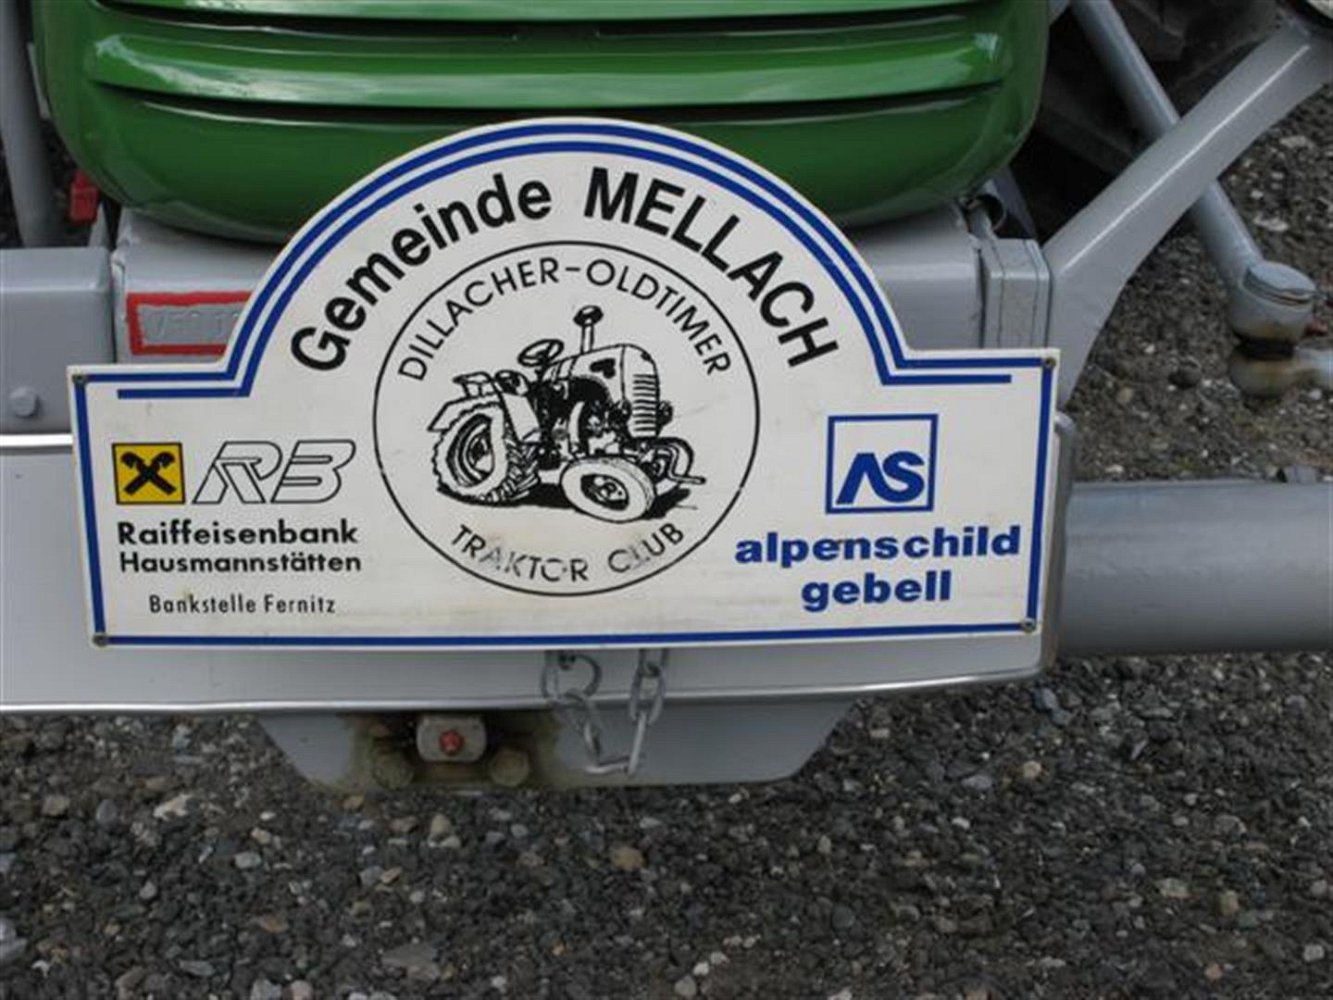 Gemeinde MELLACH
DILLACHER-OLDTIMER
TRAKTOR CLUB
RB
Raiffeisenbank
Hausmannstätten
Bankstelle Fernitz
AS
alpenschild
gebell